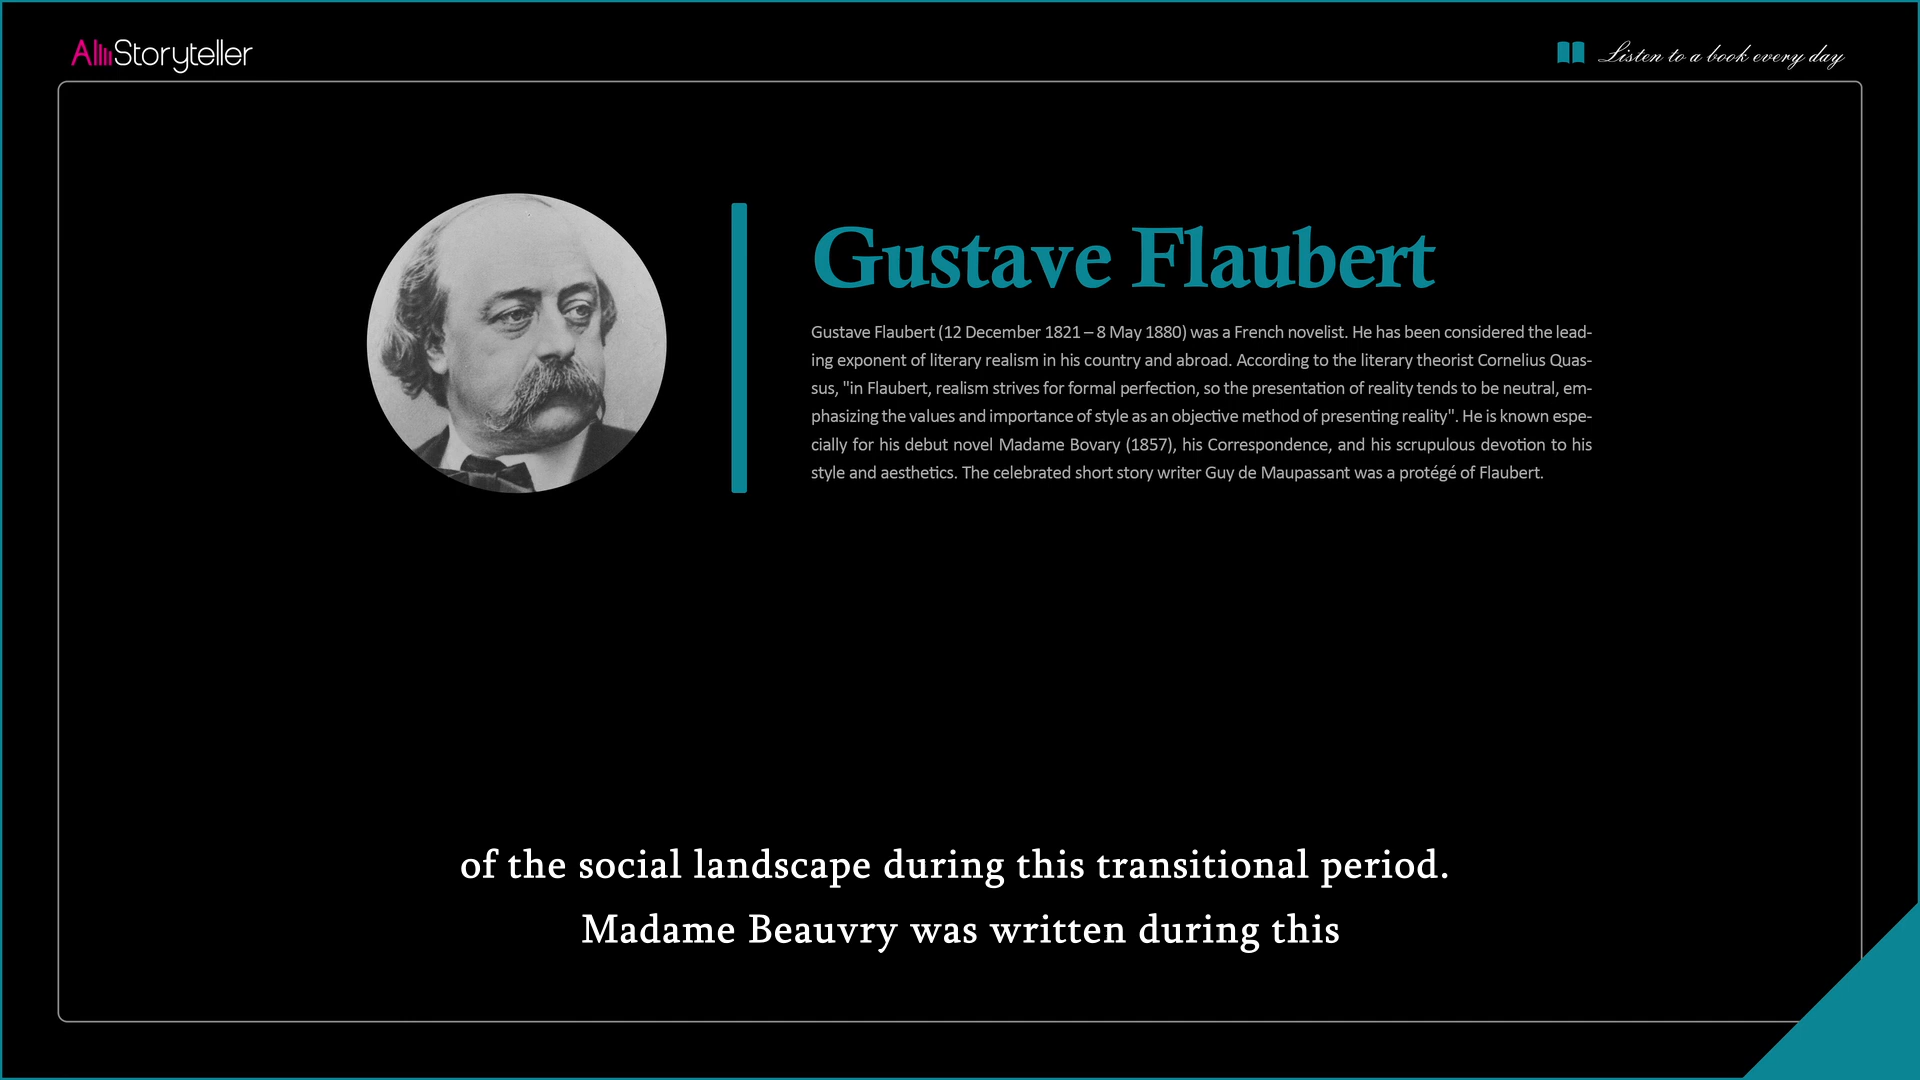 AllStoryteller
Listen to a book every day
Gustave Flaubert
Gustave Flaubert (12 December 1821 – 8 May 1880) was a French novelist. He has been considered the lead-
ing exponent of literary realism in his country and abroad. According to the literary theorist Cornelius Quas-
sus, "in Flaubert, realism strives for formal perfection, so the presentation of reality tends to be neutral, em-
phasizing the values and importance of style as an objective method of presenting reality". He is known espe-
cially for his debut novel Madame Bovary (1857), his Correspondence, and his scrupulous devotion to his
style and aesthetics. The celebrated short story writer Guy de Maupassant was a protégé of Flaubert.
of the social landscape during this transitional period.
Madame Beauvry was written during this